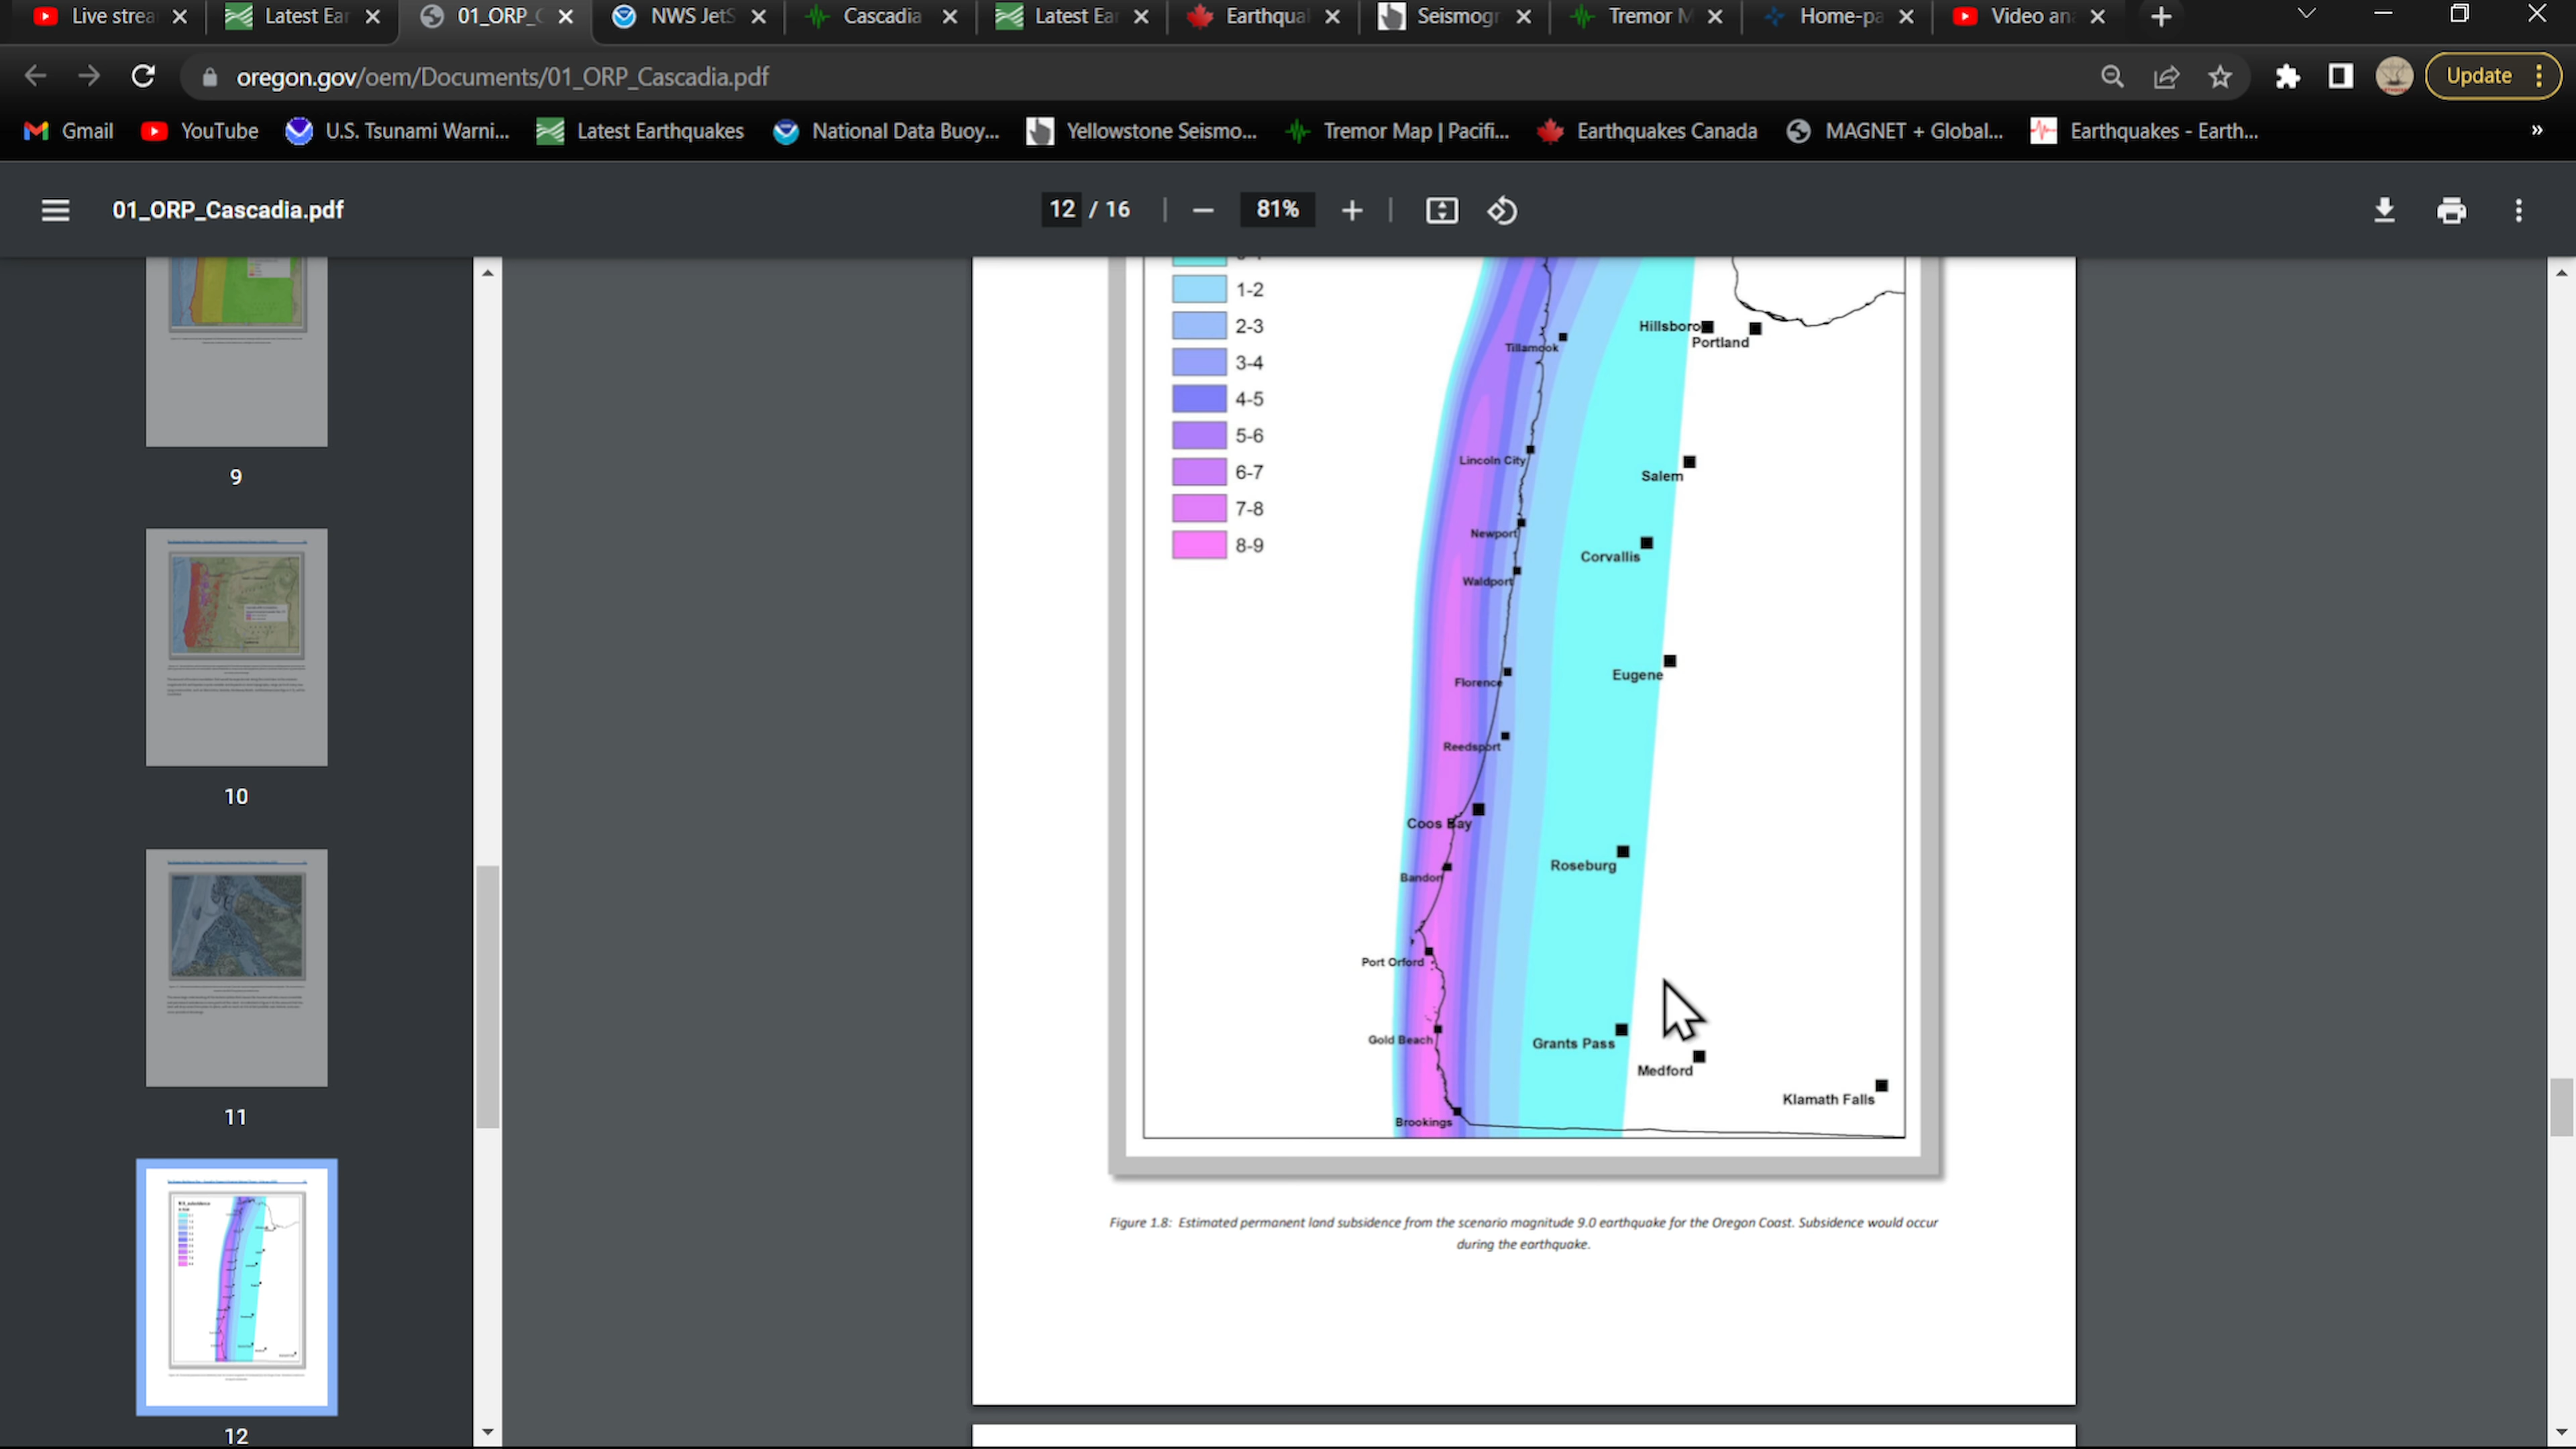 Live strea
Latest Ear
01_ORP_C
NWS JetS
Cascadia
Latest Ear
Earthqual
Seismogr
Tremor M
Home-pa
Video ana
oregon.gov/oem/Documents/01_ORP_Cascadia.pdf
Update
Gmail
YouTube
U.S. Tsunami Warni...
Latest Earthquakes
National Data Buoy...
Yellowstone Seismo...
Tremor Map | Pacifi...
Earthquakes Canada
MAGNET + Global...
Earthquakes - Earth...
»
01_ORP_Cascadia.pdf
12 / 16
81%
9
10
11
12
1-2
2-3
3-4
4-5
5-6
6-7
7-8
8-9
Hillsboro
Portland
Tillamook
Lincoln City
Salem
Newport
Corvallis
Waldport
Eugene
Florence
Reedsport
Coos Bay
Roseburg
Bandon
Port Orford
Gold Beach
Grants Pass
Medford
Klamath Falls
Brookings
Figure 1.8: Estimated permanent land subsidence from the scenario magnitude 9.0 earthquake for the Oregon Coast. Subsidence would occur
during the earthquake.